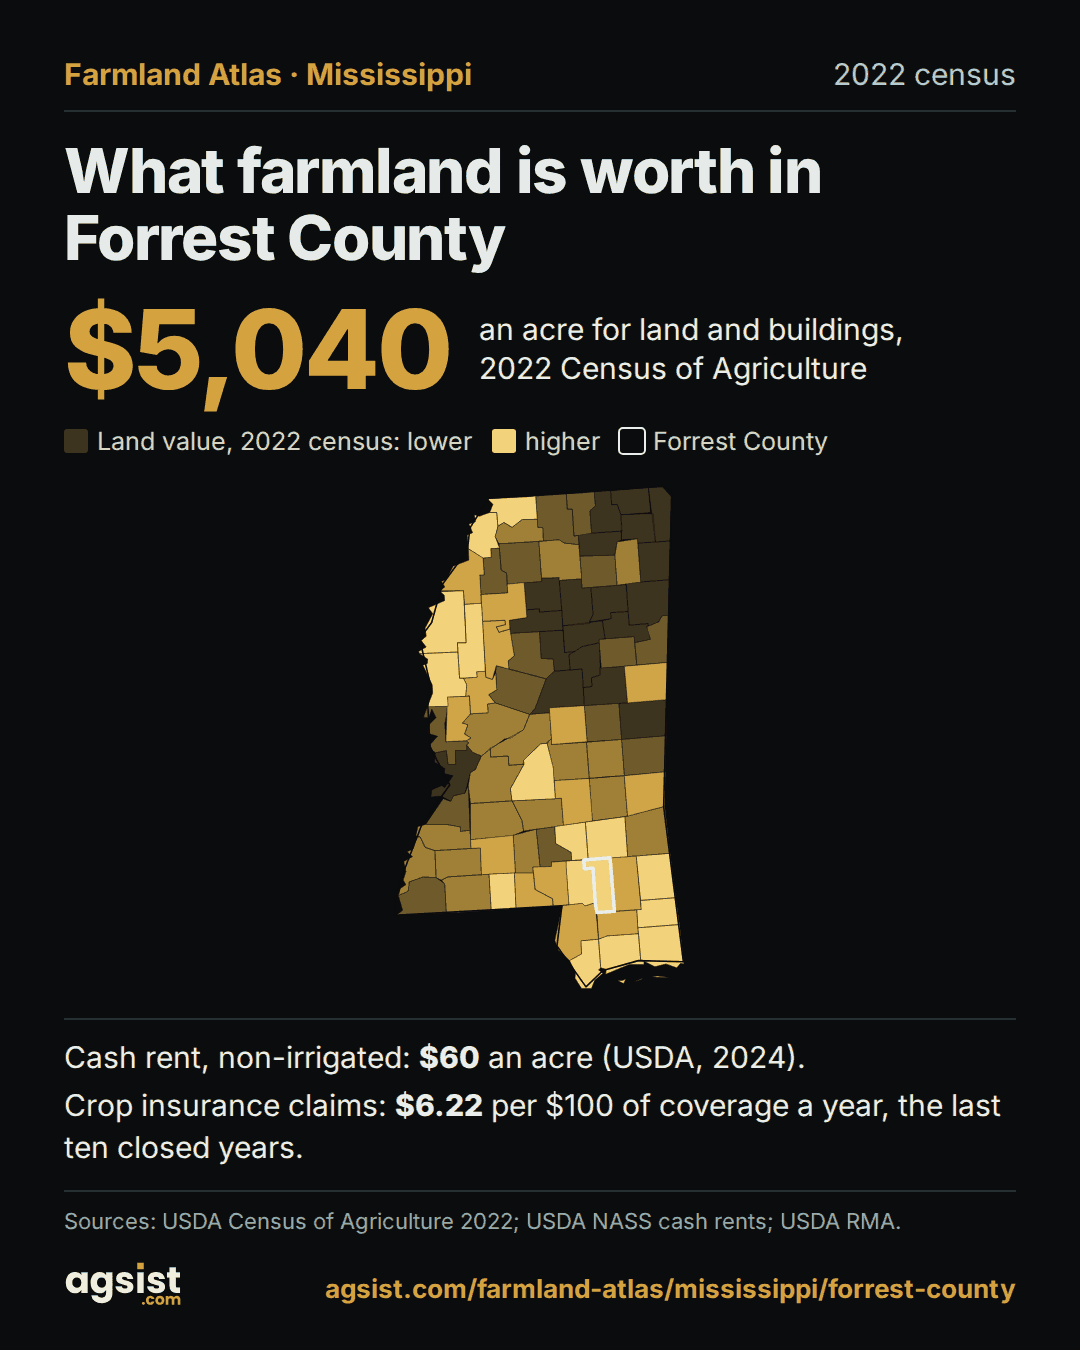 Farmland Atlas · Mississippi
2022 census
What farmland is worth in
Forrest County
$5,040
an acre for land and buildings,
2022 Census of Agriculture
Land value, 2022 census: lower
higher
Forrest County
Cash rent, non-irrigated: $60 an acre (USDA, 2024).
Crop insurance claims: $6.22 per $100 of coverage a year, the last
ten closed years.
Sources: USDA Census of Agriculture 2022; USDA NASS cash rents; USDA RMA.
agsist
.com
agsist.com/farmland-atlas/mississippi/forrest-county